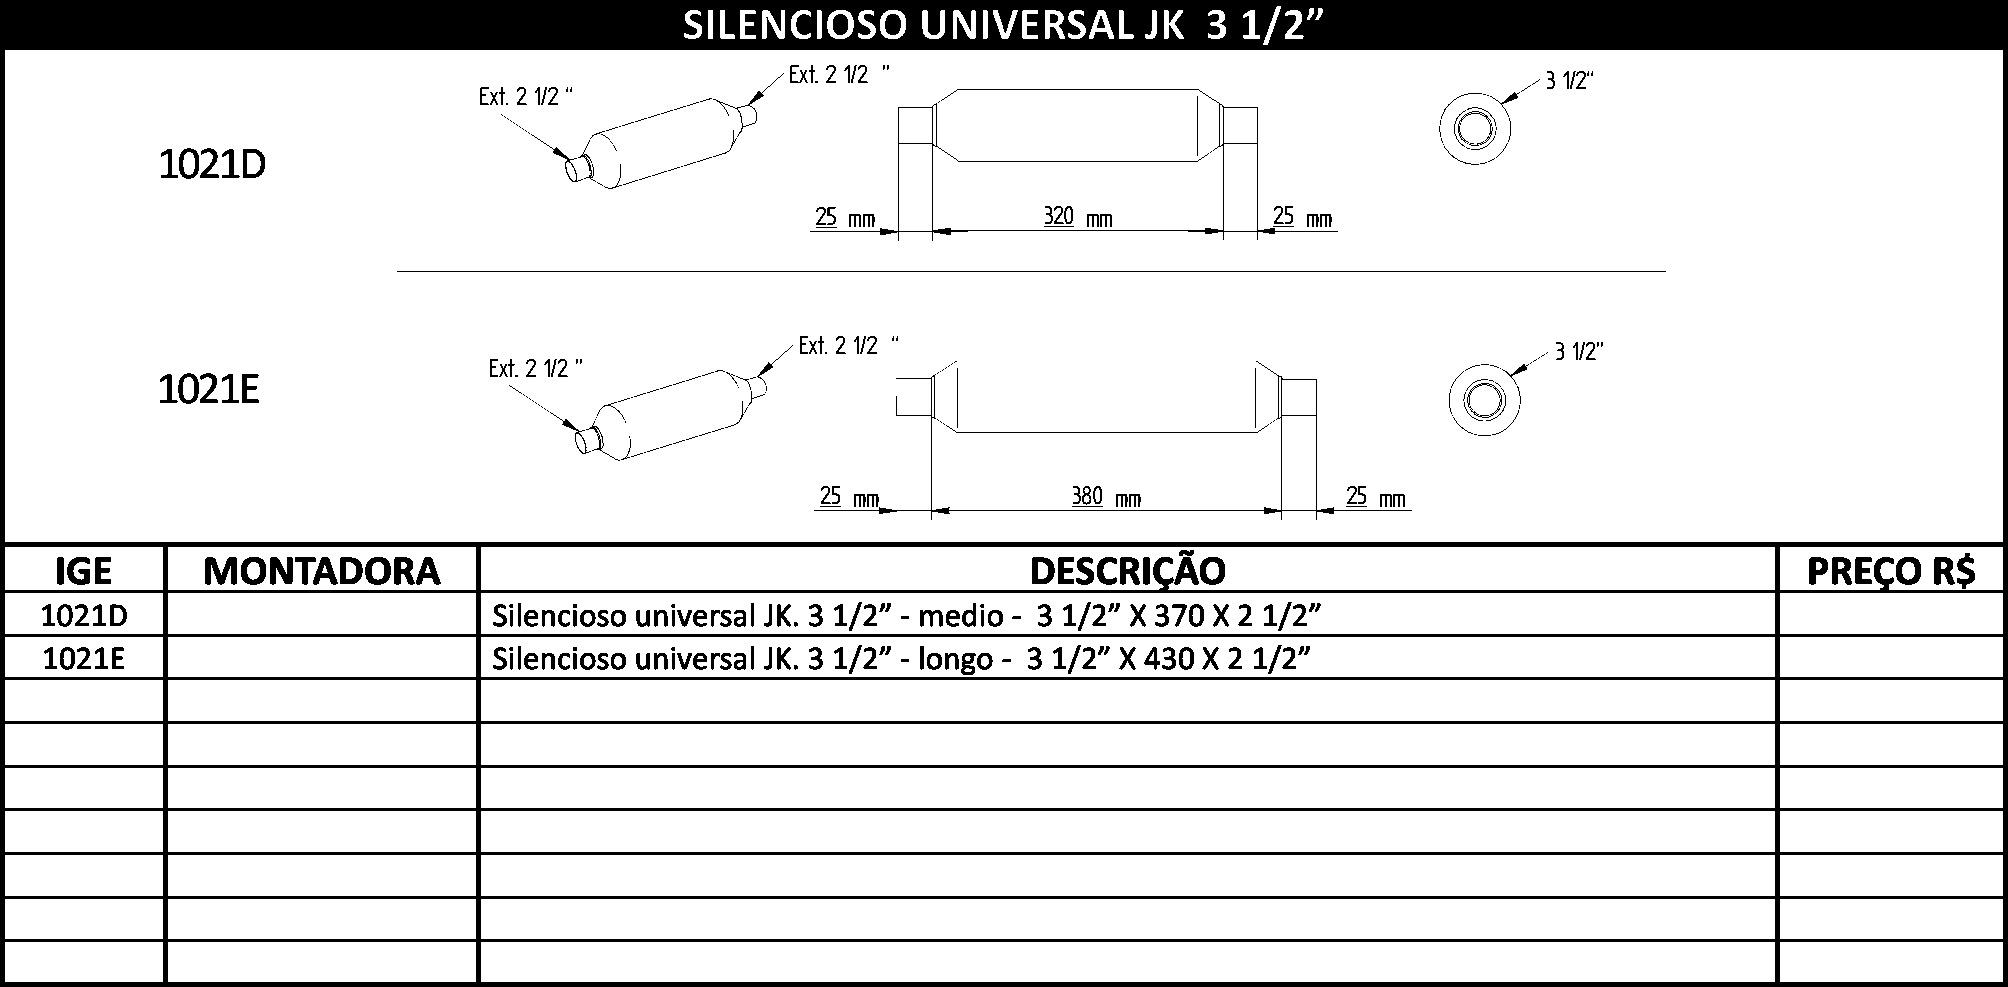 SILENCIOSO UNIVERSAL JK  3 1/2”
Ext. 2 1/2 “
Ext. 2 1/2 ”
3 1/2“
1021D
25 mm
320 mm
25 mm
Ext. 2 1/2 ”
Ext. 2 1/2 “
3 1/2”
1021E
25 mm
380 mm
25 mm
IGE MONTADORA DESCRIÇÃO PREÇO R$
1021D Silencioso universal JK. 3 1/2” - medio -  3 1/2” X 370 X 2 1/2”
1021E Silencioso universal JK. 3 1/2” - longo -  3 1/2” X 430 X 2 1/2”